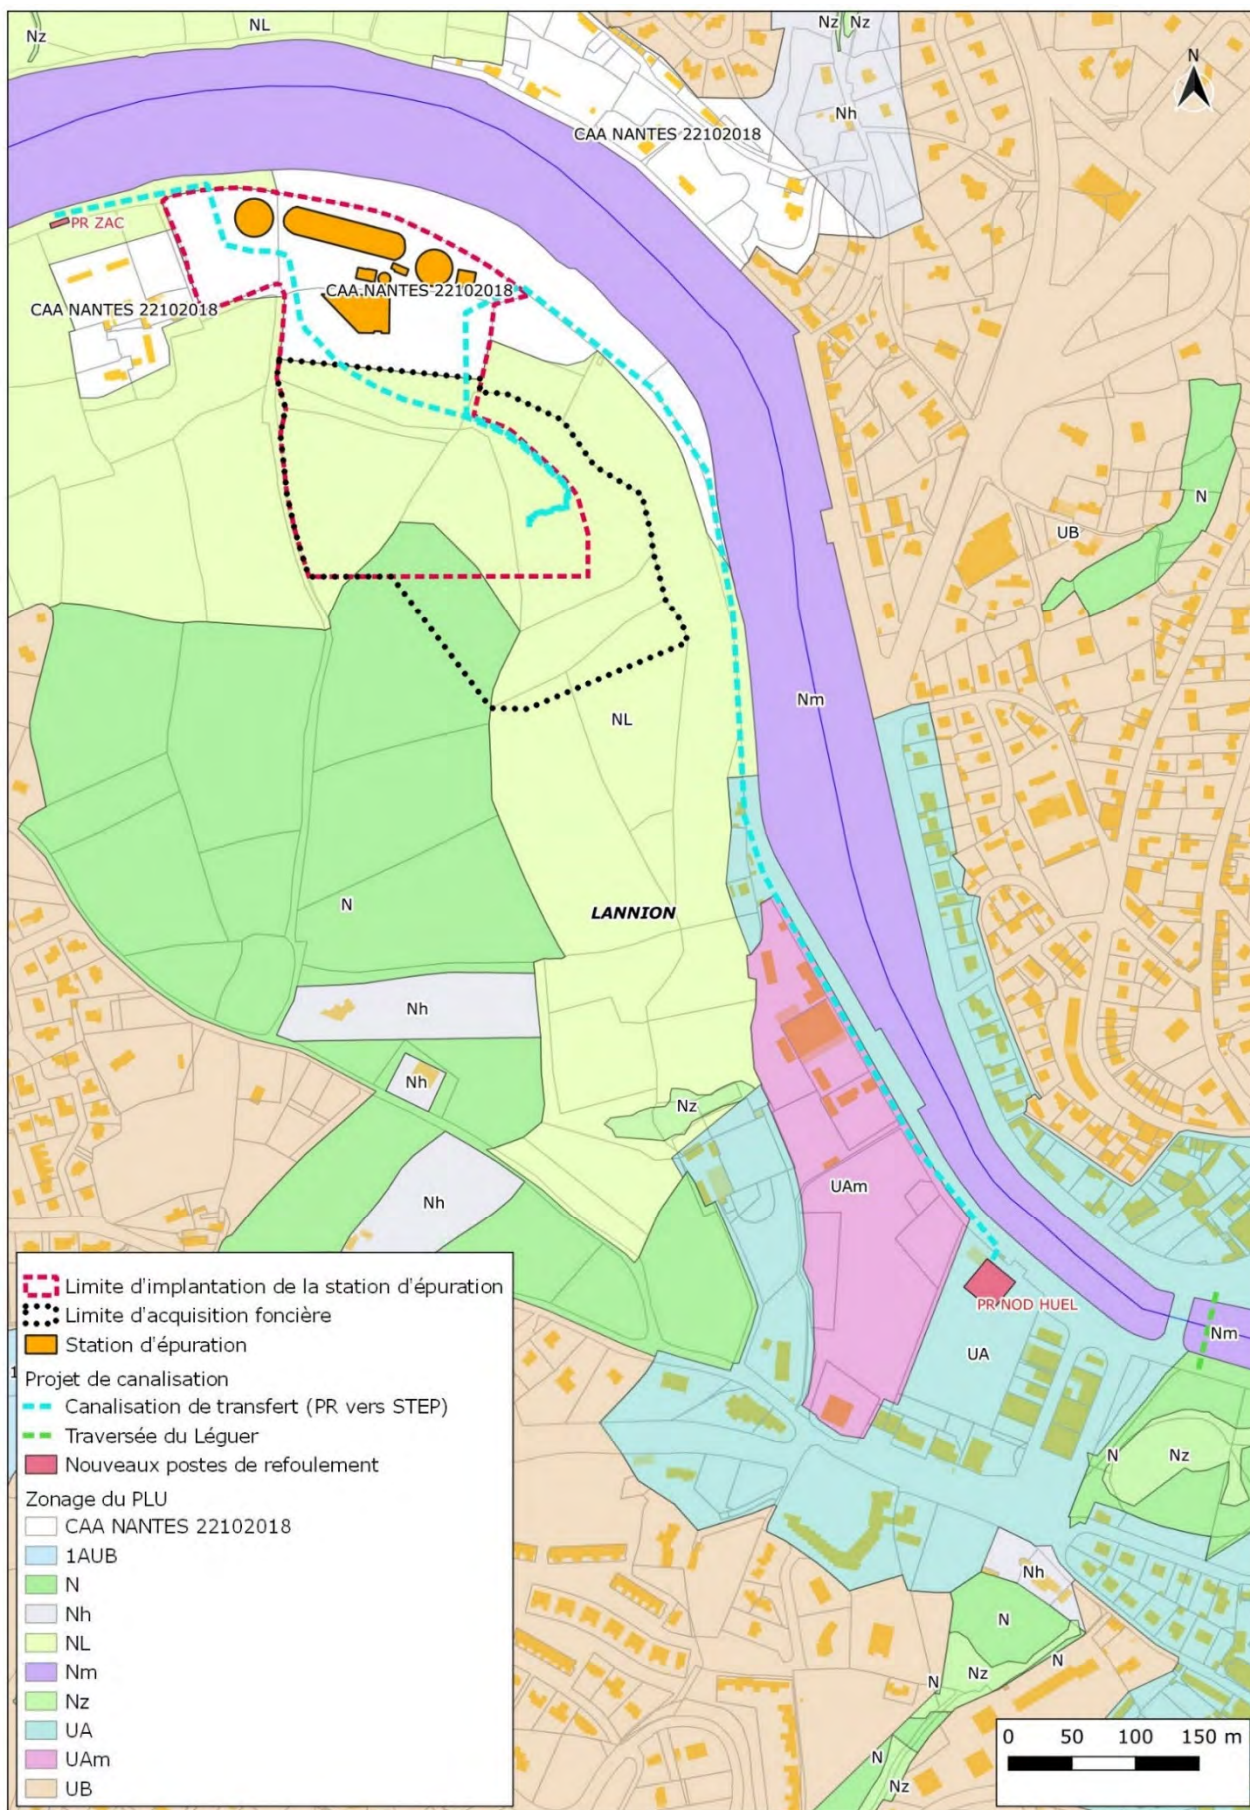 NL
Nz
Nz
Nz
N
CAA NANTES 22102018
Nh
PR ZAC
CAA NANTES 22102018
CAA NANTES 22102018
N
UB
Nm
NL
LANNION
N
Nh
Nh
Nz
Nh
UAm
PR NOD HUEL
Nm
UA
1
N
Nz
Nh
N
Nz
N
N
N
Nz
Limite d'implantation de la station d'épuration
Limite d'acquisition foncière
Station d'épuration
Projet de canalisation
Canalisation de transfert (PR vers STEP)
Traversée du Léguer
Nouveaux postes de refoulement
Zonage du PLU
CAA NANTES 22102018
1AUB
N
Nh
NL
Nm
Nz
UA
UAm
UB
0 50 100 150 m